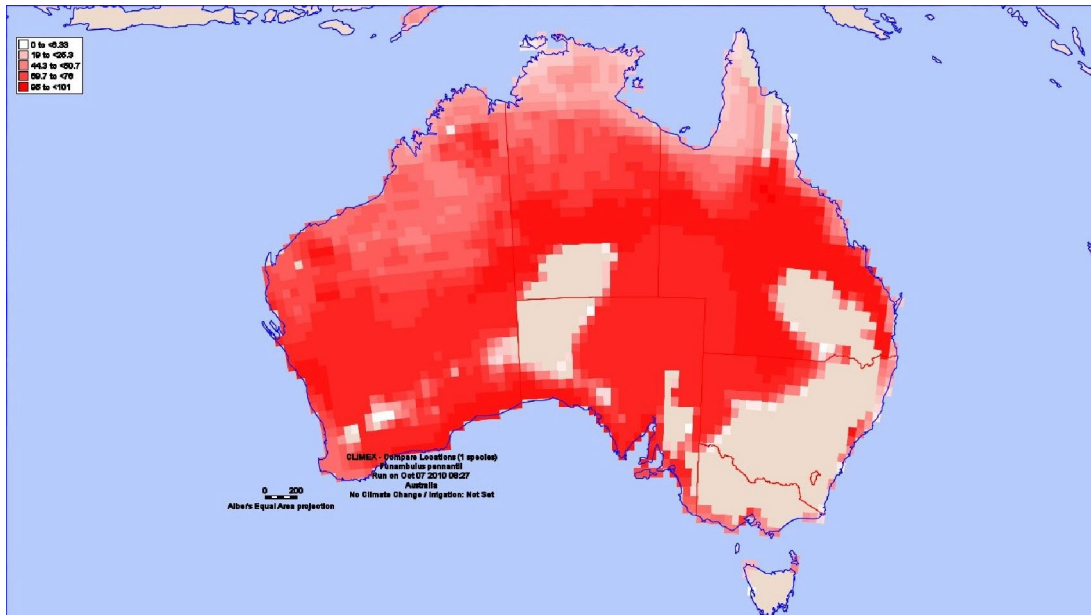 0 to <6.33
19 to <25.3
44.3 to <50.7
69.7 to <76
95 to <101
CLIMEX - Compare Locations (1 species)
Funambulus pennantii
Run on Oct 07 2010 08:27
Australia
No Climate Change / Irrigation: Not Set
0 200
Alber's Equal Area projection